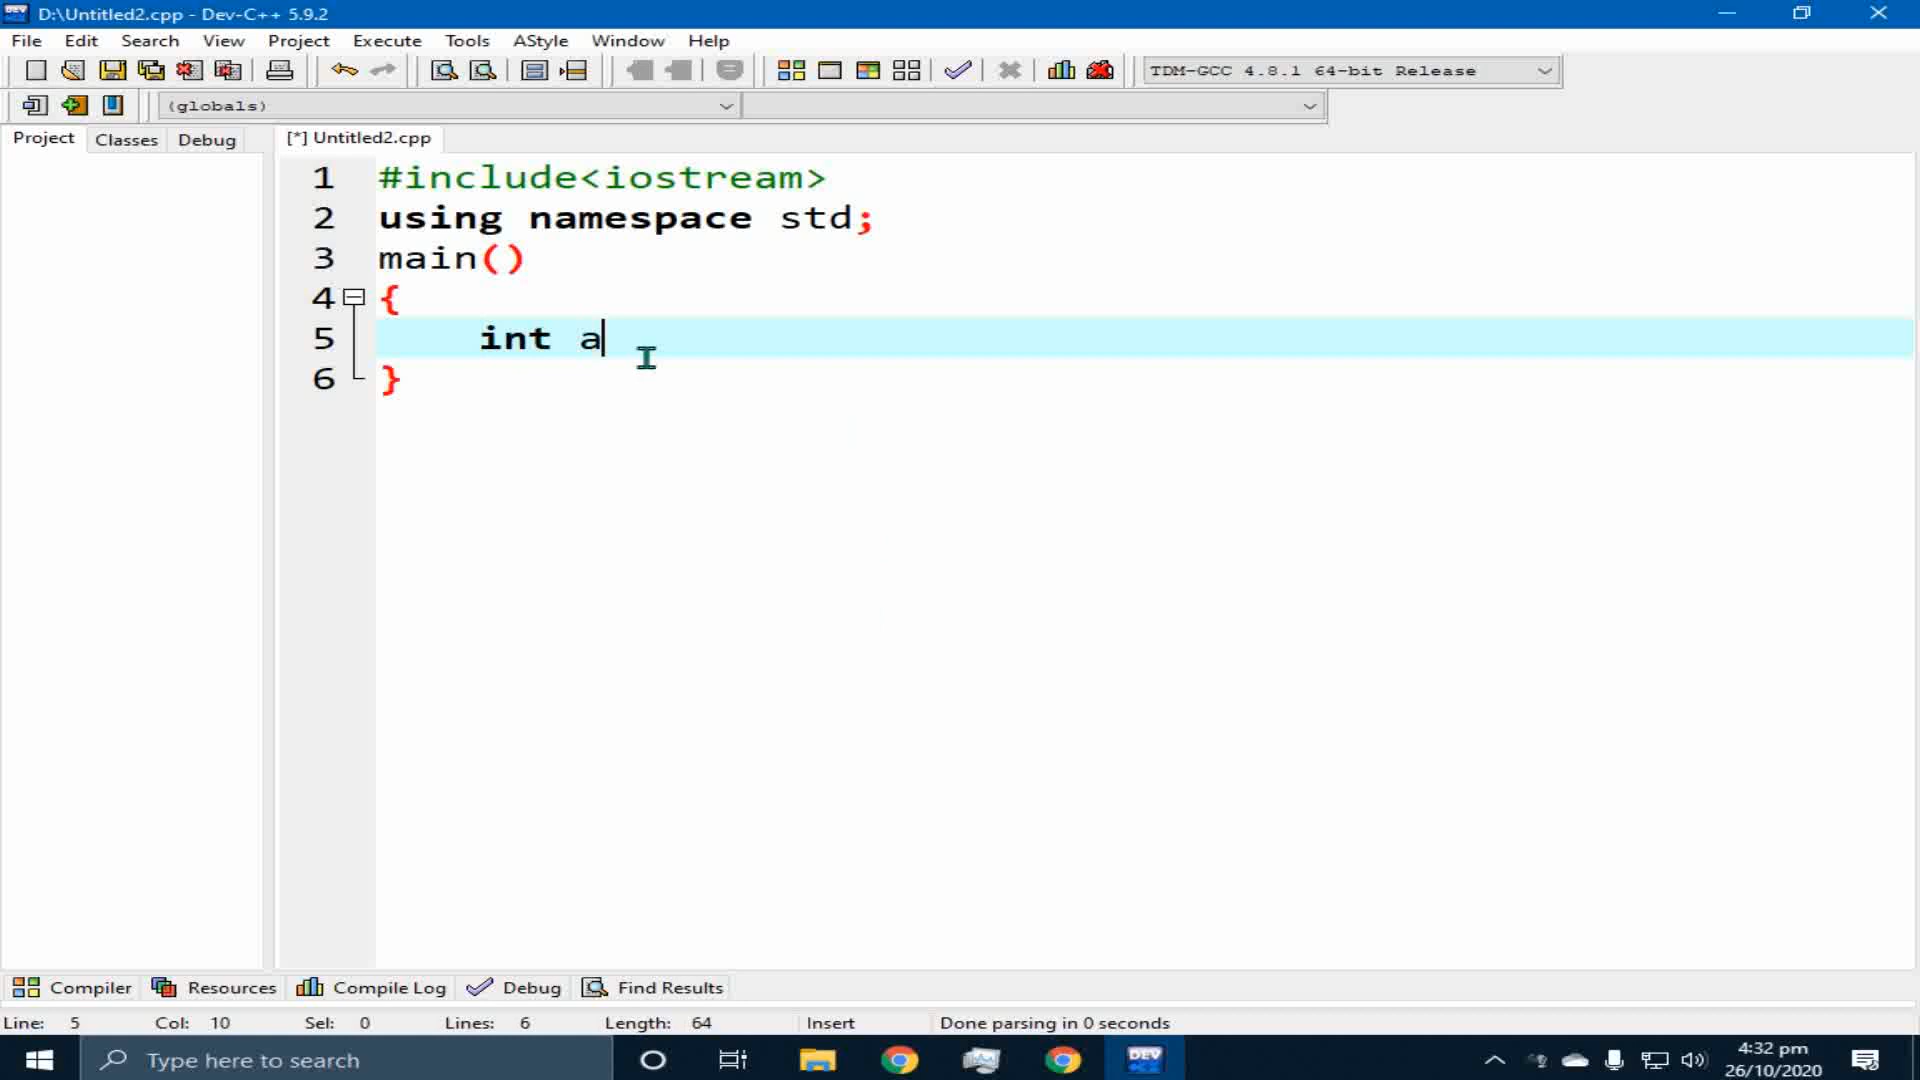 D:\Untitled2.cpp - Dev-C++ 5.9.2
File Edit Search View Project Execute Tools AStyle Window Help
TDM-GCC 4.8.1 64-bit Release
(globals)
Project Classes Debug [*] Untitled2.cpp
1 #include<iostream>
2 using namespace std;
3 main()
4 {
5 int a
6 }
Compiler Resources Compile Log Debug Find Results
Line: 5 Col: 10 Sel: 0 Lines: 6 Length: 64 Insert Done parsing in 0 seconds
Type here to search
DEV
4:32 pm
26/10/2020